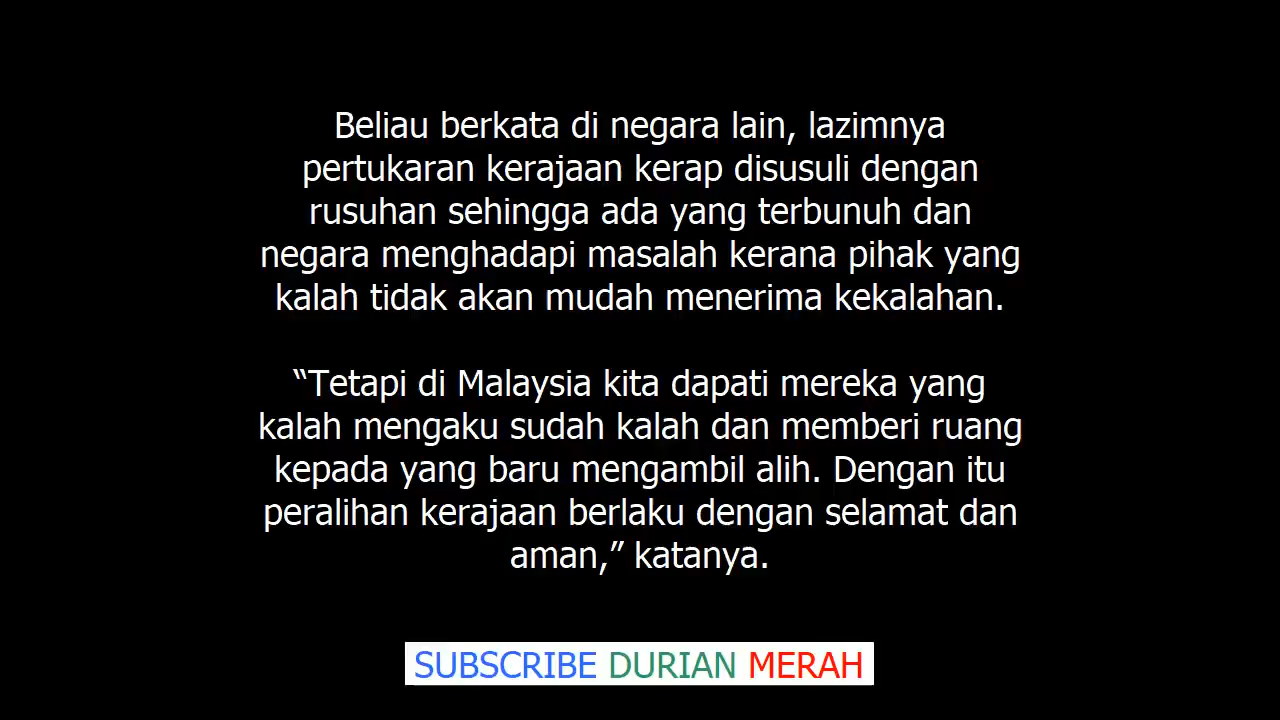 Beliau berkata di negara lain, lazimnya
pertukaran kerajaan kerap disusuli dengan
rusuhan sehingga ada yang terbunuh dan
negara menghadapi masalah kerana pihak yang
kalah tidak akan mudah menerima kekalahan.
“Tetapi di Malaysia kita dapati mereka yang
kalah mengaku sudah kalah dan memberi ruang
kepada yang baru mengambil alih. Dengan itu
peralihan kerajaan berlaku dengan selamat dan
aman,” katanya.
SUBSCRIBE DURIAN MERAH